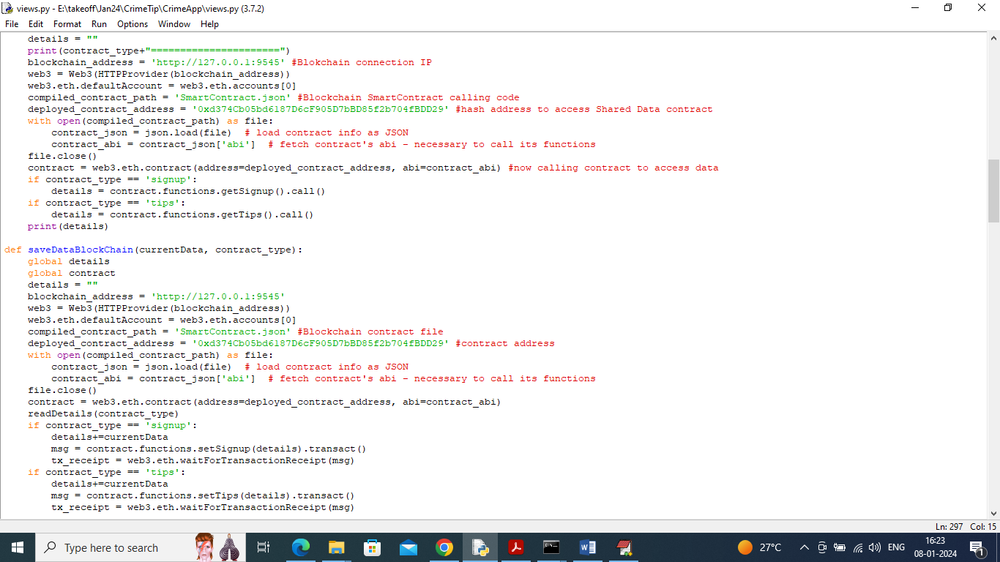 views.py - E:\takeoff\Jan24\CrimeTip\CrimeApp\views.py (3.7.2)
File Edit Format Run Options Window Help
    details = ""
    print(contract_type+"======================")
    blockchain_address = 'http://127.0.0.1:9545' #Blokchain connection IP
    web3 = Web3(HTTPProvider(blockchain_address))
    web3.eth.defaultAccount = web3.eth.accounts[0]
    compiled_contract_path = 'SmartContract.json' #Blockchain SmartContract calling code
    deployed_contract_address = '0xd374Cb05bd6187D6cF905D7bBD85f2b704fBDD29' #hash address to access Shared Data contract
    with open(compiled_contract_path) as file:
        contract_json = json.load(file)  # load contract info as JSON
        contract_abi = contract_json['abi']  # fetch contract's abi - necessary to call its functions
    file.close()
    contract = web3.eth.contract(address=deployed_contract_address, abi=contract_abi) #now calling contract to access data
    if contract_type == 'signup':
        details = contract.functions.getSignup().call()
    if contract_type == 'tips':
        details = contract.functions.getTips().call()
    print(details)
def saveDataBlockChain(currentData, contract_type):
    global details
    global contract
    details = ""
    blockchain_address = 'http://127.0.0.1:9545'
    web3 = Web3(HTTPProvider(blockchain_address))
    web3.eth.defaultAccount = web3.eth.accounts[0]
    compiled_contract_path = 'SmartContract.json' #Blockchain contract file
    deployed_contract_address = '0xd374Cb05bd6187D6cF905D7bBD85f2b704fBDD29' #contract address
    with open(compiled_contract_path) as file:
        contract_json = json.load(file)  # load contract info as JSON
        contract_abi = contract_json['abi']  # fetch contract's abi - necessary to call its functions
    file.close()
    contract = web3.eth.contract(address=deployed_contract_address, abi=contract_abi)
    readDetails(contract_type)
    if contract_type == 'signup':
        details+=currentData
        msg = contract.functions.setSignup(details).transact()
        tx_receipt = web3.eth.waitForTransactionReceipt(msg)
    if contract_type == 'tips':
        details+=currentData
        msg = contract.functions.setTips(details).transact()
        tx_receipt = web3.eth.waitForTransactionReceipt(msg)
Ln: 297 Col: 15
Type here to search
27°C
ENG
16:23
08-01-2024
1